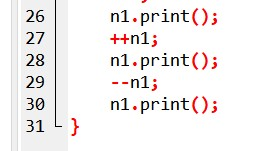 26 n1.print();
27 ++n1;
28 n1.print();
29 --n1;
30 n1.print();
31 }